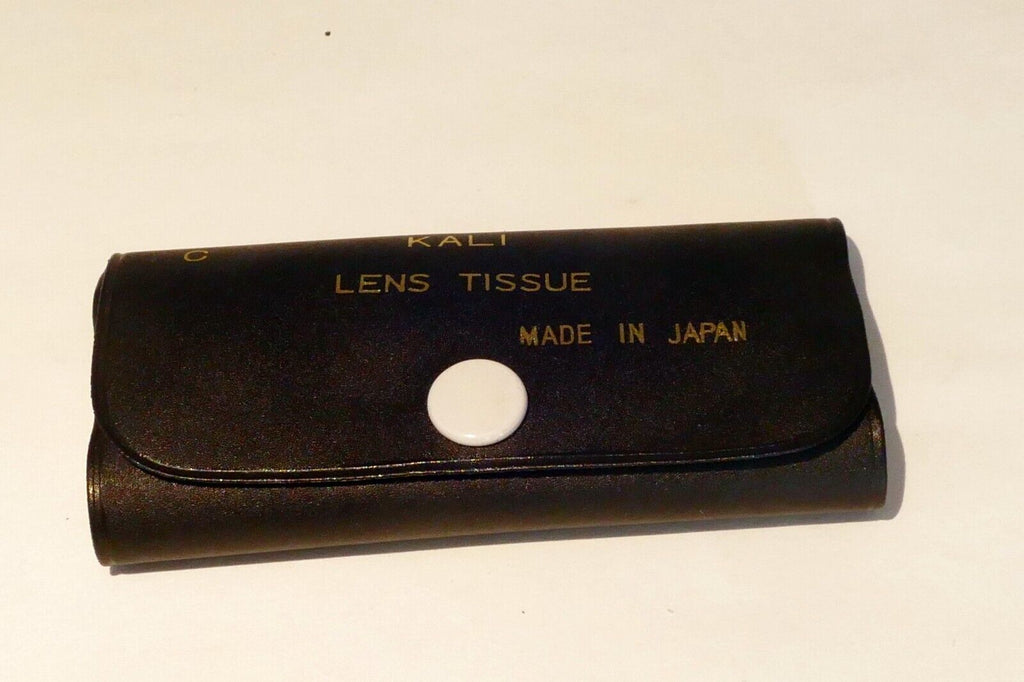 C KALI
LENS TISSUE
MADE IN JAPAN